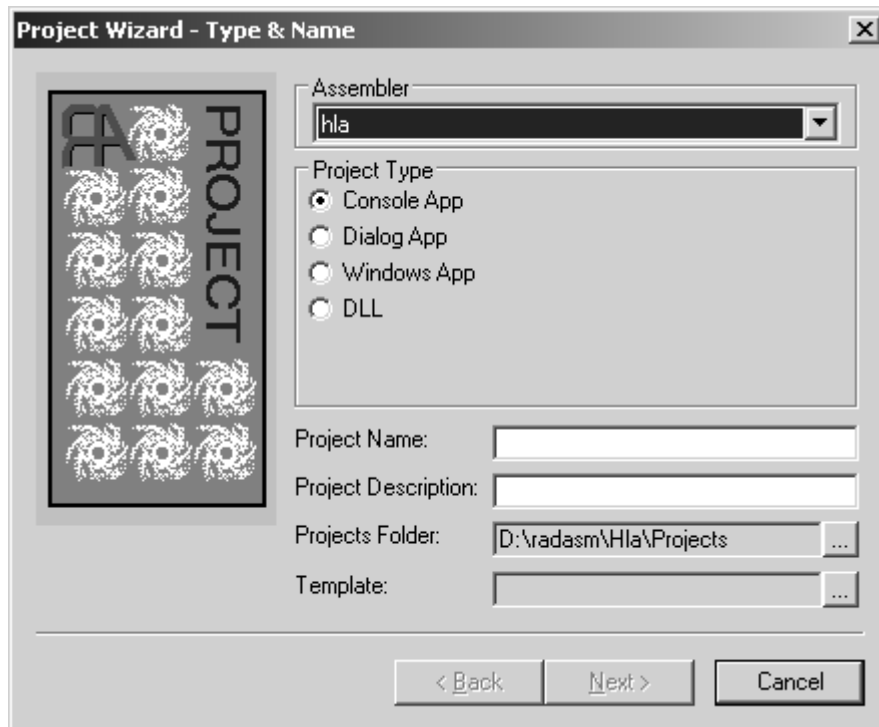 Project Wizard - Type & Name
RA
PROJECT
Assembler
hla
Project Type
Console App
Dialog App
Windows App
DLL
Project Name:
Project Description:
Projects Folder:
D:\radasm\Hla\Projects
...
Template:
...
< Back
Next >
Cancel